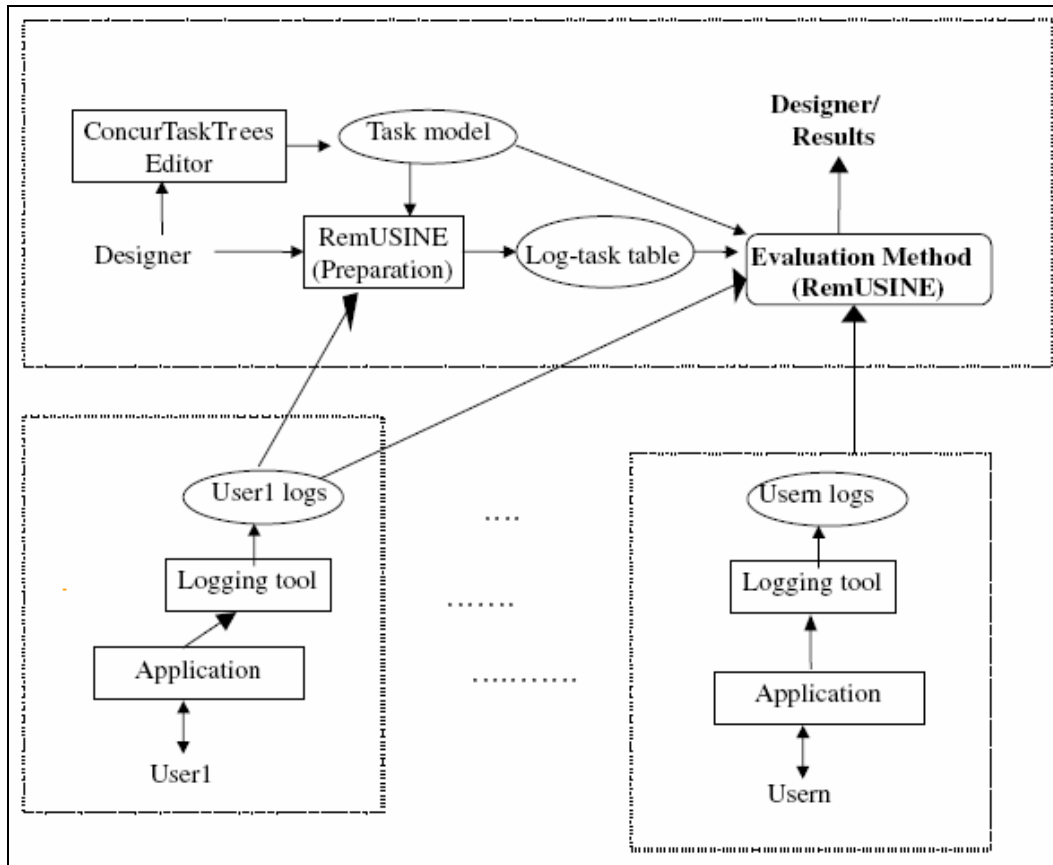 Designer/
Results
ConcurTaskTrees
Editor
Task model
Designer
RemUSINE
(Preparation)
Log-task table
Evaluation Method
(RemUSINE)
User1 logs
....
Usern logs
Logging tool
.......
Logging tool
Application
..........
Application
User1
Usern